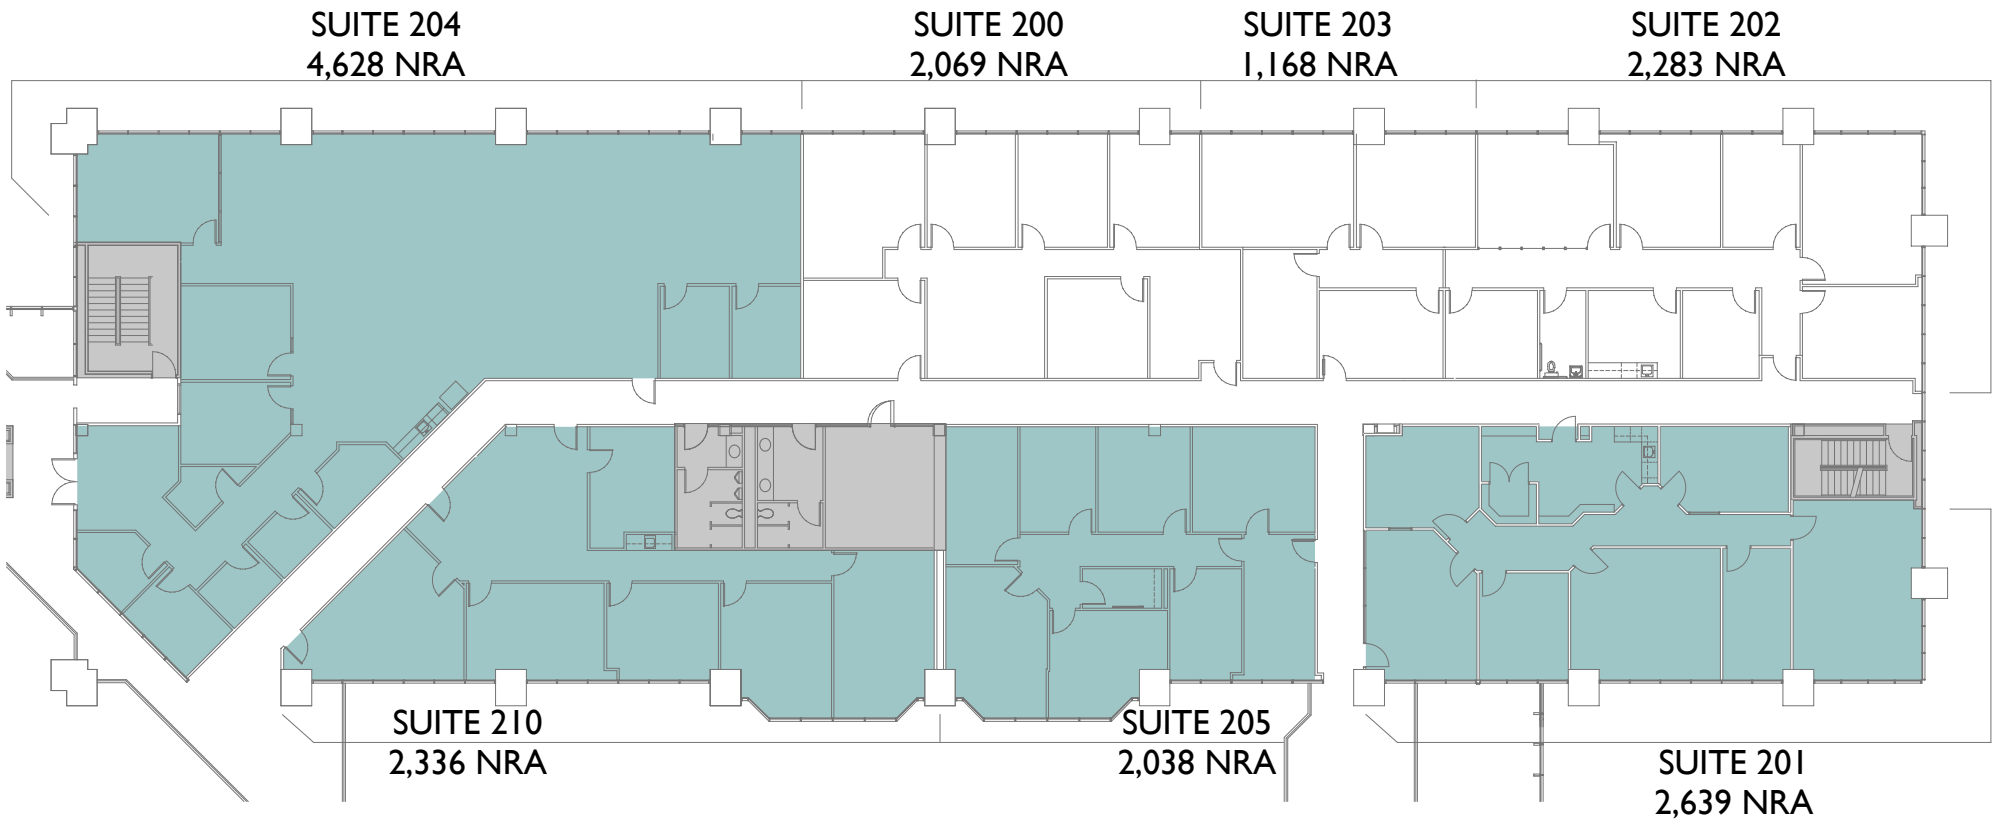 SUITE 204
4,628 NRA
SUITE 200
2,069 NRA
SUITE 203
1,168 NRA
SUITE 202
2,283 NRA
SUITE 210
2,336 NRA
SUITE 205
2,038 NRA
SUITE 201
2,639 NRA